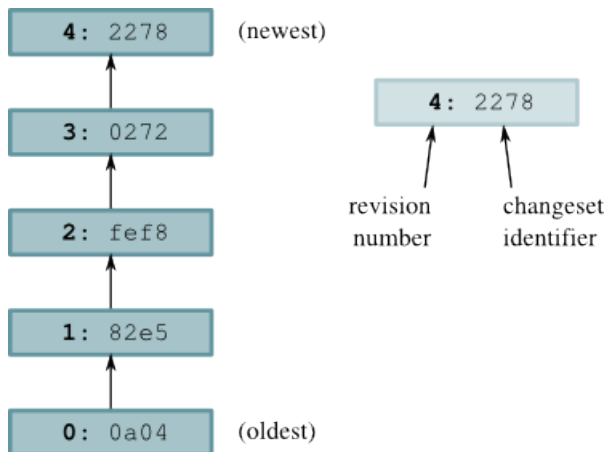 4: 2278 (newest)
3: 0272
2: fef8
1: 82e5
0: 0a04 (oldest)
4: 2278
revision
number
changeset
identifier